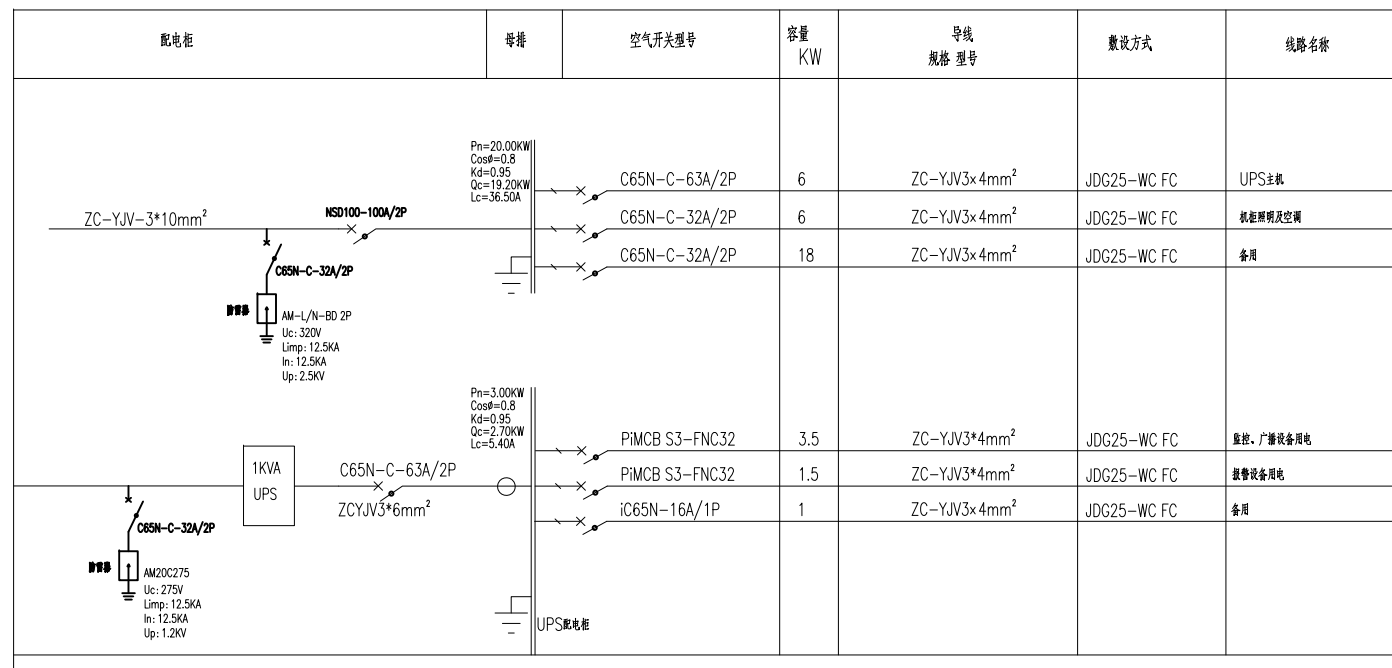 配电柜 母排 空气开关型号 容量 KW 导线 规格 型号 敷设方式 线路名称
Pn=20.00KW
Cosø=0.8
Kd=0.95
Qc=19.20KW
Lc=36.50A
C65N-C-63A/2P 6 ZC-YJV3×4mm² JDG25-WC FC UPS主机
ZC-YJV-3*10mm² NSD100-100A/2P C65N-C-32A/2P 6 ZC-YJV3×4mm² JDG25-WC FC 机柜照明及空调
C65N-C-32A/2P 18 ZC-YJV3×4mm² JDG25-WC FC 备用
C65N-C-32A/2P
防雷器
AM-L/N-BD 2P
Uc: 320V
Limp: 12.5KA
In: 12.5KA
Up: 2.5KV
Pn=3.00KW
Cosø=0.8
Kd=0.95
Qc=2.70KW
Lc=5.40A
PiMCB S3-FNC32 3.5 ZC-YJV3*4mm² JDG25-WC FC 监控、广播设备用电
1KVA
UPS
C65N-C-63A/2P
ZCYJV3*6mm²
PiMCB S3-FNC32 1.5 ZC-YJV3*4mm² JDG25-WC FC 报警设备用电
iC65N-16A/1P 1 ZC-YJV3×4mm² JDG25-WC FC 备用
C65N-C-32A/2P
防雷器
AM20C275
Uc: 275V
Limp: 12.5KA
In: 12.5KA
Up: 1.2KV
UPS配电柜